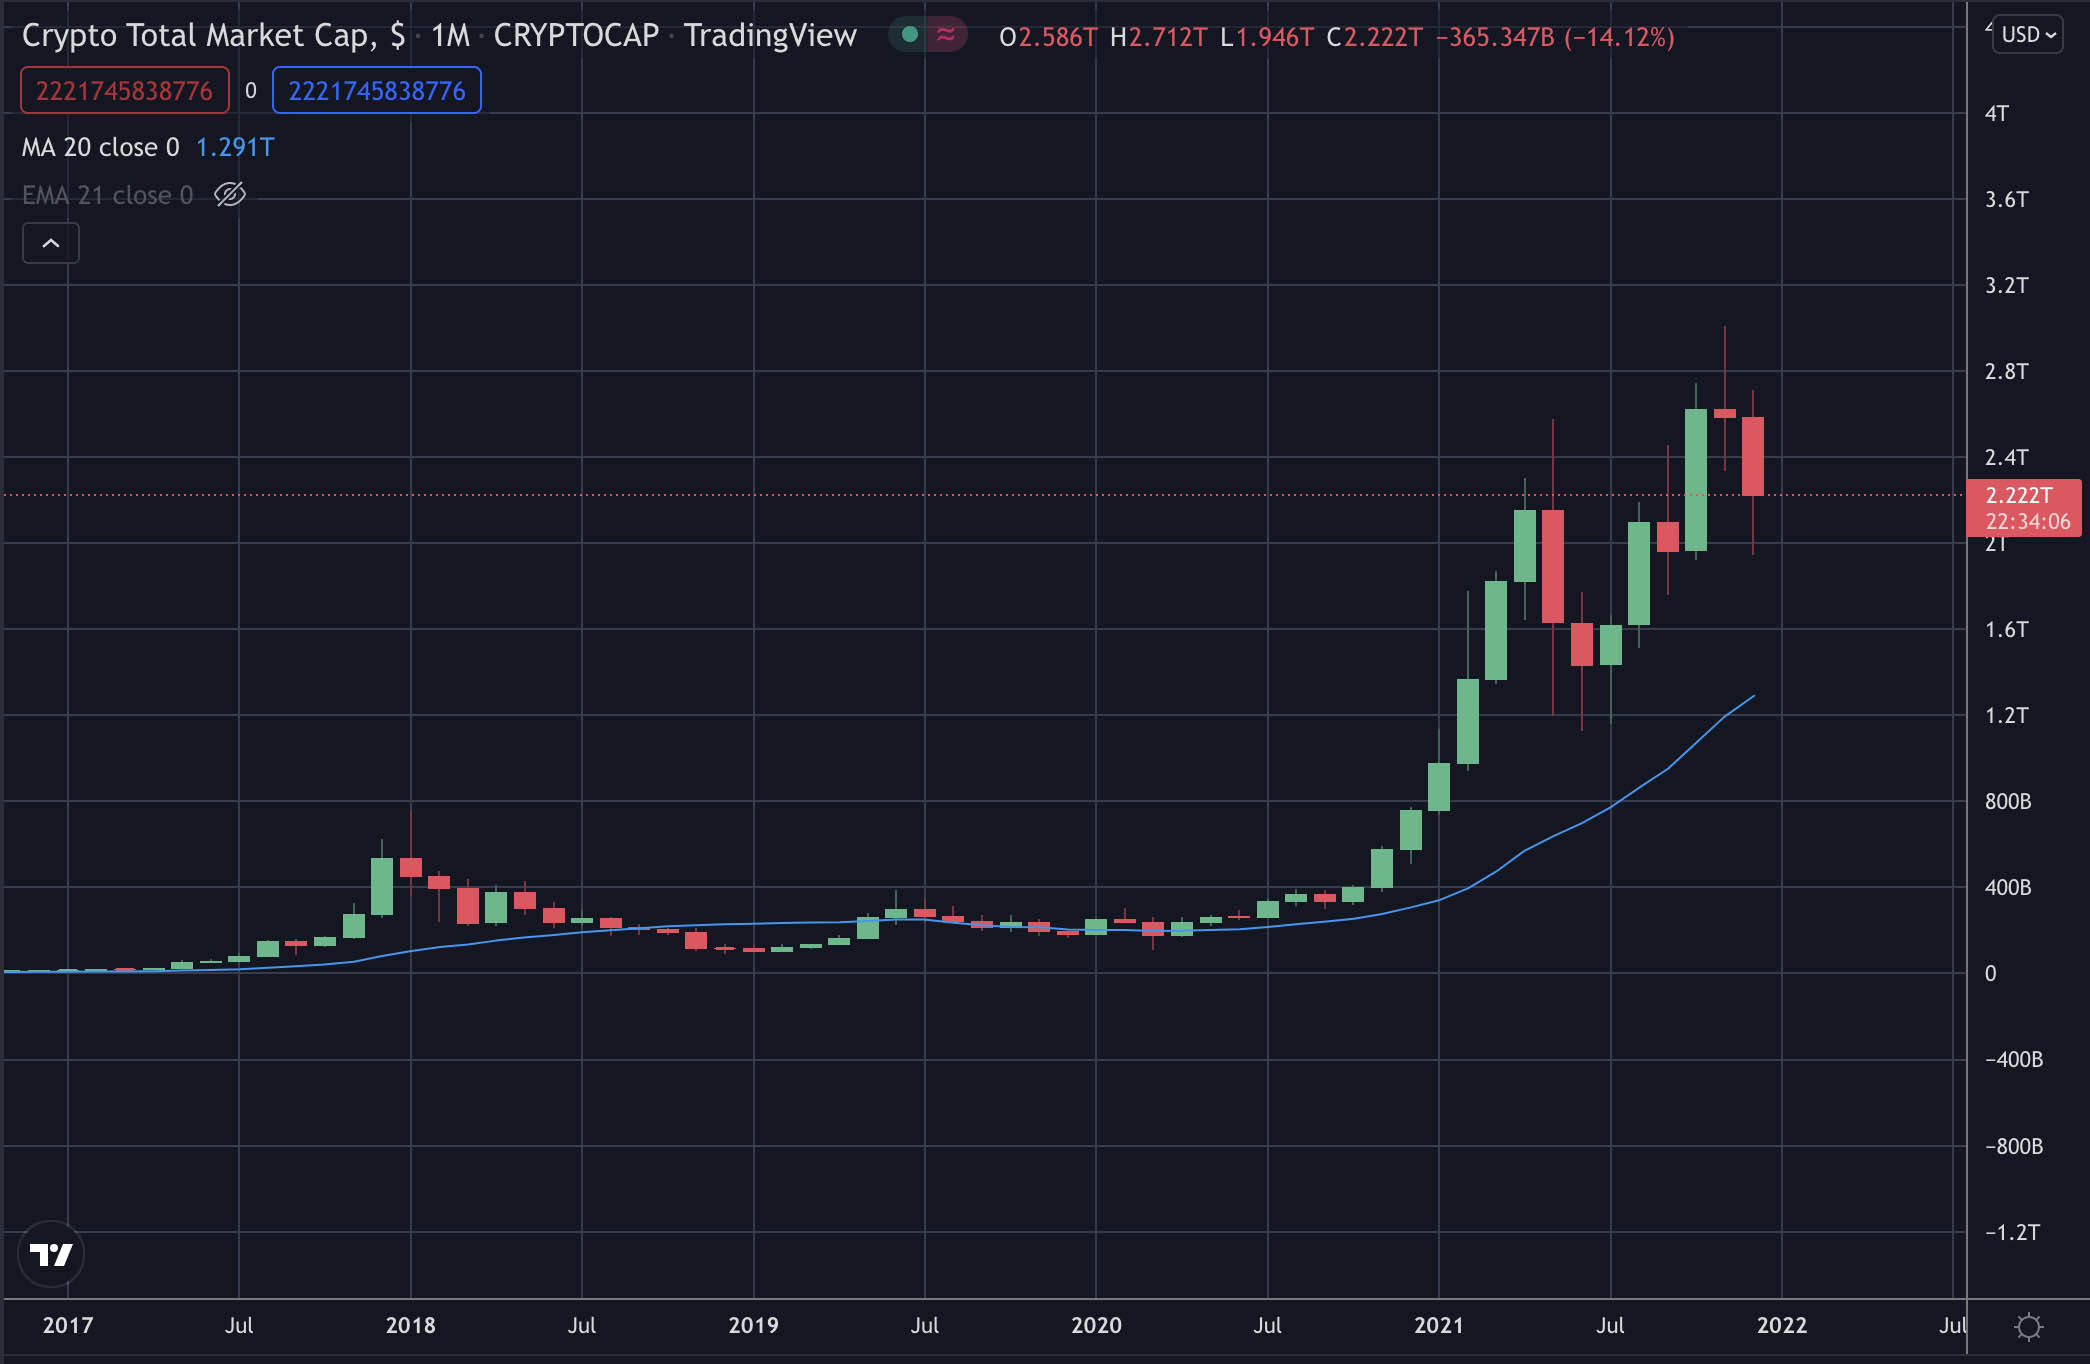 Crypto Total Market Cap, $ · 1M · CRYPTOCAP · TradingView ≈ O2.586T H2.712T L1.946T C2.222T −365.347B (−14.12%)
2221745838776 0 2221745838776
MA 20 close 0 1.291T
EMA 21 close 0
USD
4T
3.6T
3.2T
2.8T
2.4T
2.222T
22:34:06
2T
1.6T
1.2T
800B
400B
0
−400B
−800B
−1.2T
2017 Jul 2018 Jul 2019 Jul 2020 Jul 2021 Jul 2022 Jul